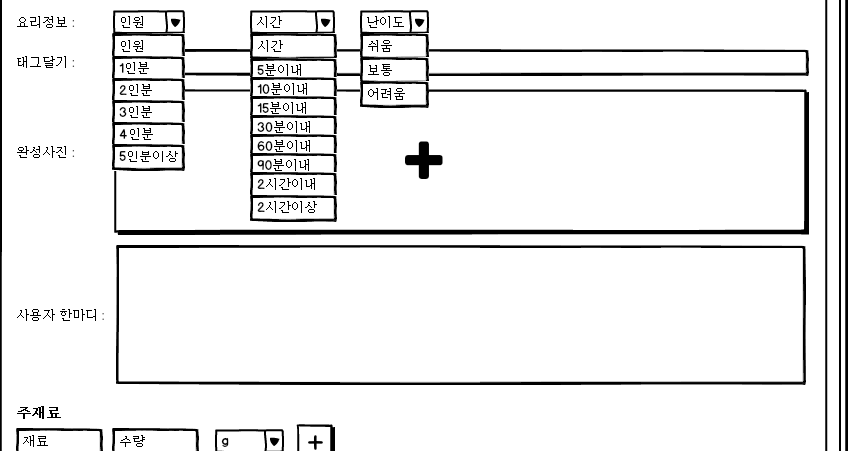 요리정보 :
인원
시간
난이도
인원
1인분
2인분
3인분
4인분
5인분이상
시간
5분이내
10분이내
15분이내
30분이내
60분이내
90분이내
2시간이내
2시간이상
쉬움
보통
어려움
태그달기 :
완성사진 :
사용자 한마디 :
주재료
재료
수량
g